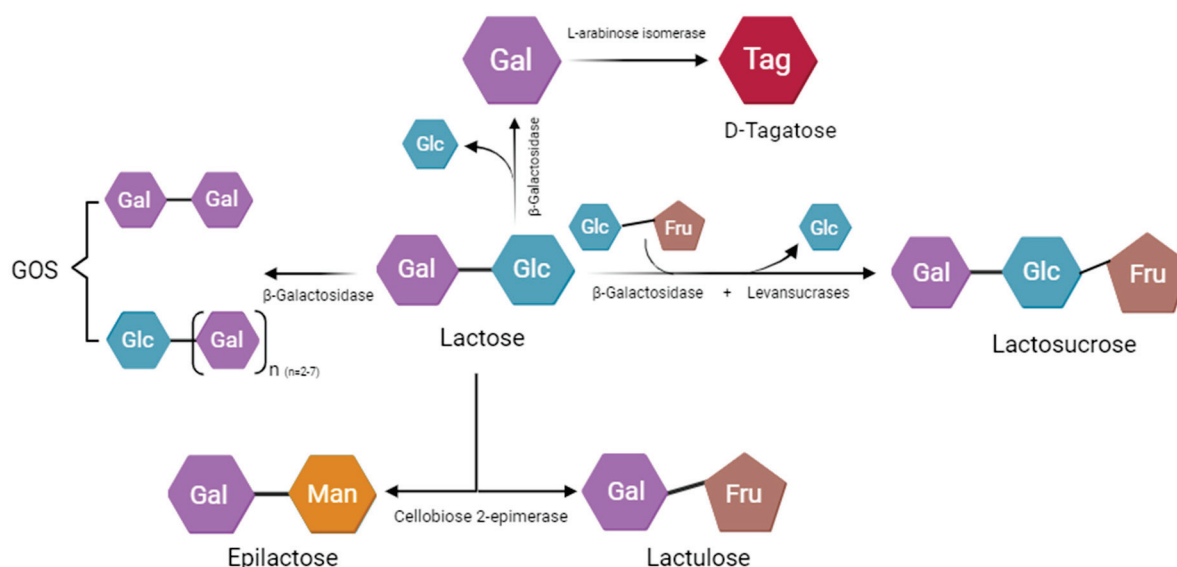 L-arabinose isomerase
Gal
Tag
D-Tagatose
Glc
β-Galactosidase
Gal
Gal
GOS
Glc
Gal
n (n=2-7)
β-Galactosidase
Gal
Glc
Lactose
Glc
Fru
Glc
β-Galactosidase + Levansucrases
Gal
Glc
Fru
Lactosucrose
Gal
Man
Epilactose
Cellobiose 2-epimerase
Gal
Fru
Lactulose